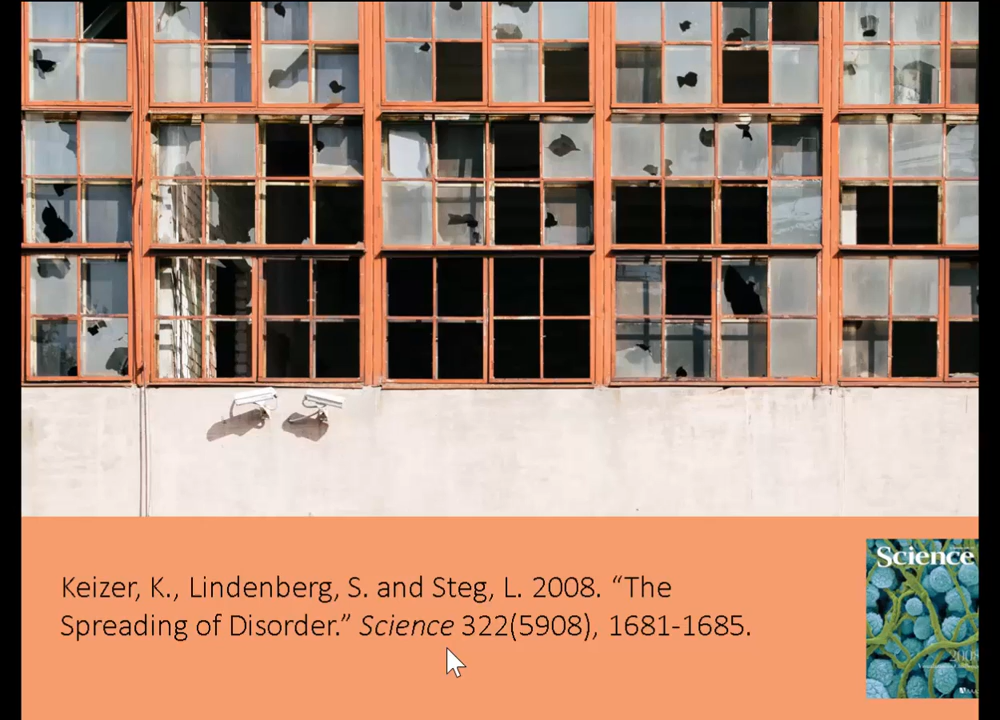 Keizer, K., Lindenberg, S. and Steg, L. 2008. “The
Spreading of Disorder.” Science 322(5908), 1681-1685.
Science